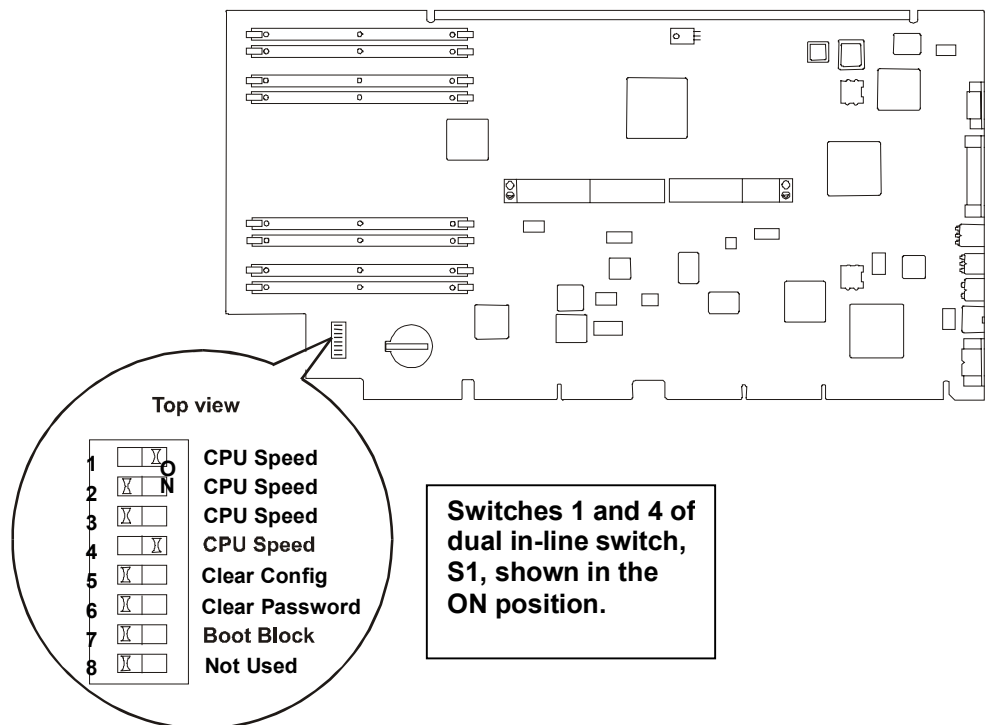 Top view
1 CPU Speed
O
N
2 CPU Speed
3 CPU Speed
4 CPU Speed
5 Clear Config
6 Clear Password
7 Boot Block
8 Not Used
Switches 1 and 4 of
dual in-line switch,
S1, shown in the
ON position.